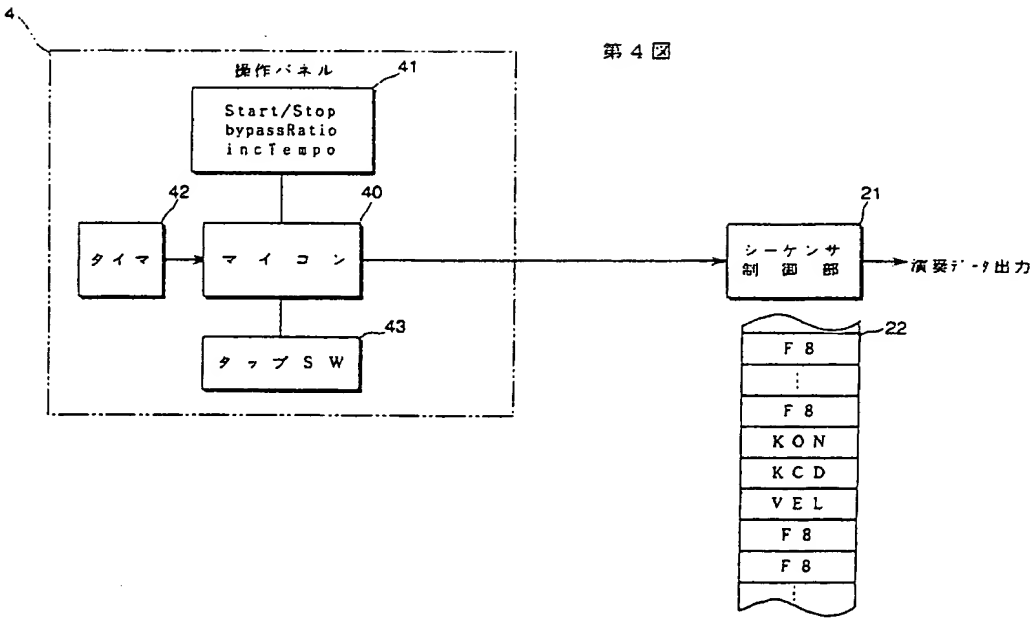 4
第４図
操作パネル
41
Start/Stop
bypassRatio
incTempo
42
40
21
タイマ
マイコン
シーケンサ
制御部
演奏データ出力
43
タップＳＷ
22
F8
⋮
F8
KON
KCD
VEL
F8
F8
⋮